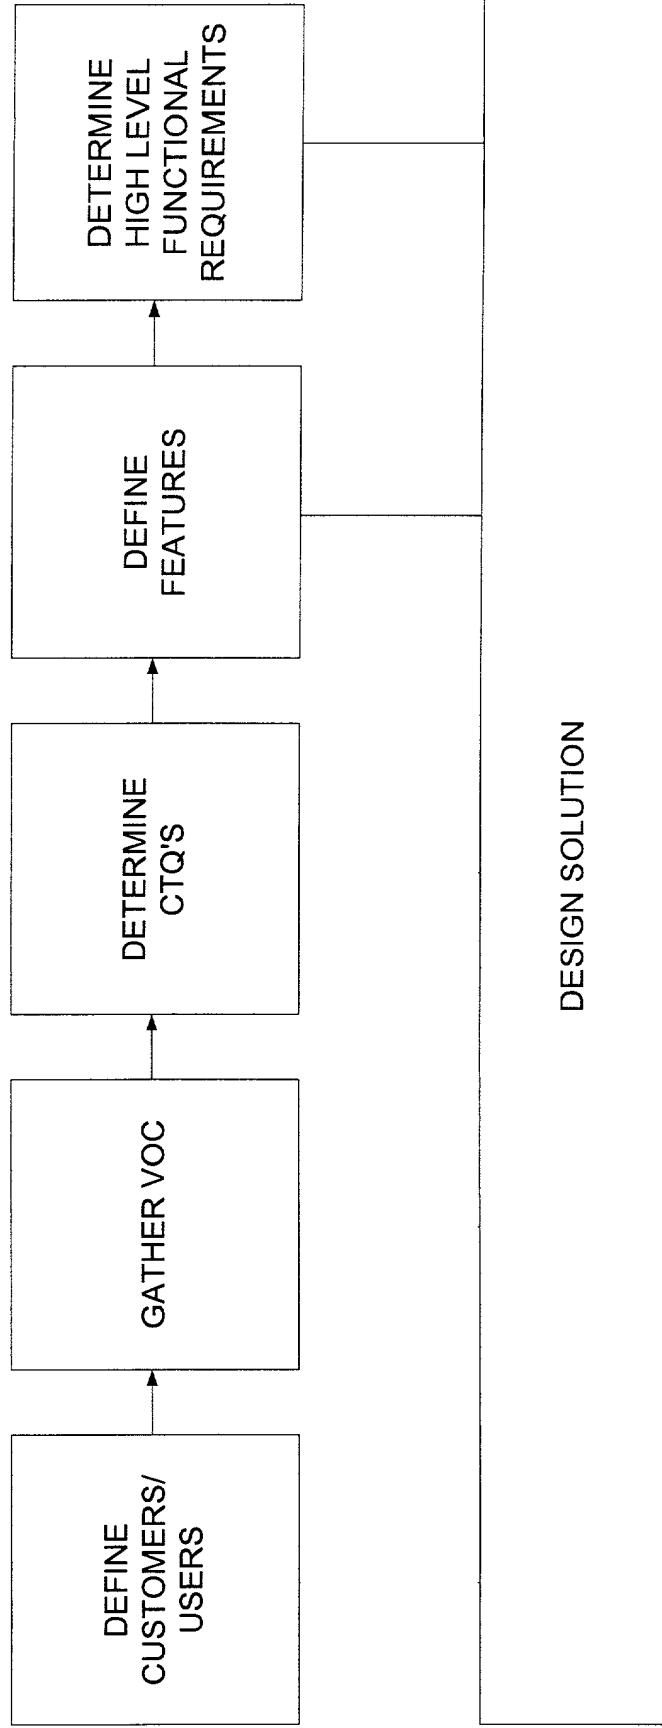 DEFINE
CUSTOMERS/
USERS
GATHER VOC
DETERMINE
CTQ'S
DEFINE
FEATURES
DETERMINE
HIGH LEVEL
FUNCTIONAL
REQUIREMENTS
DESIGN SOLUTION